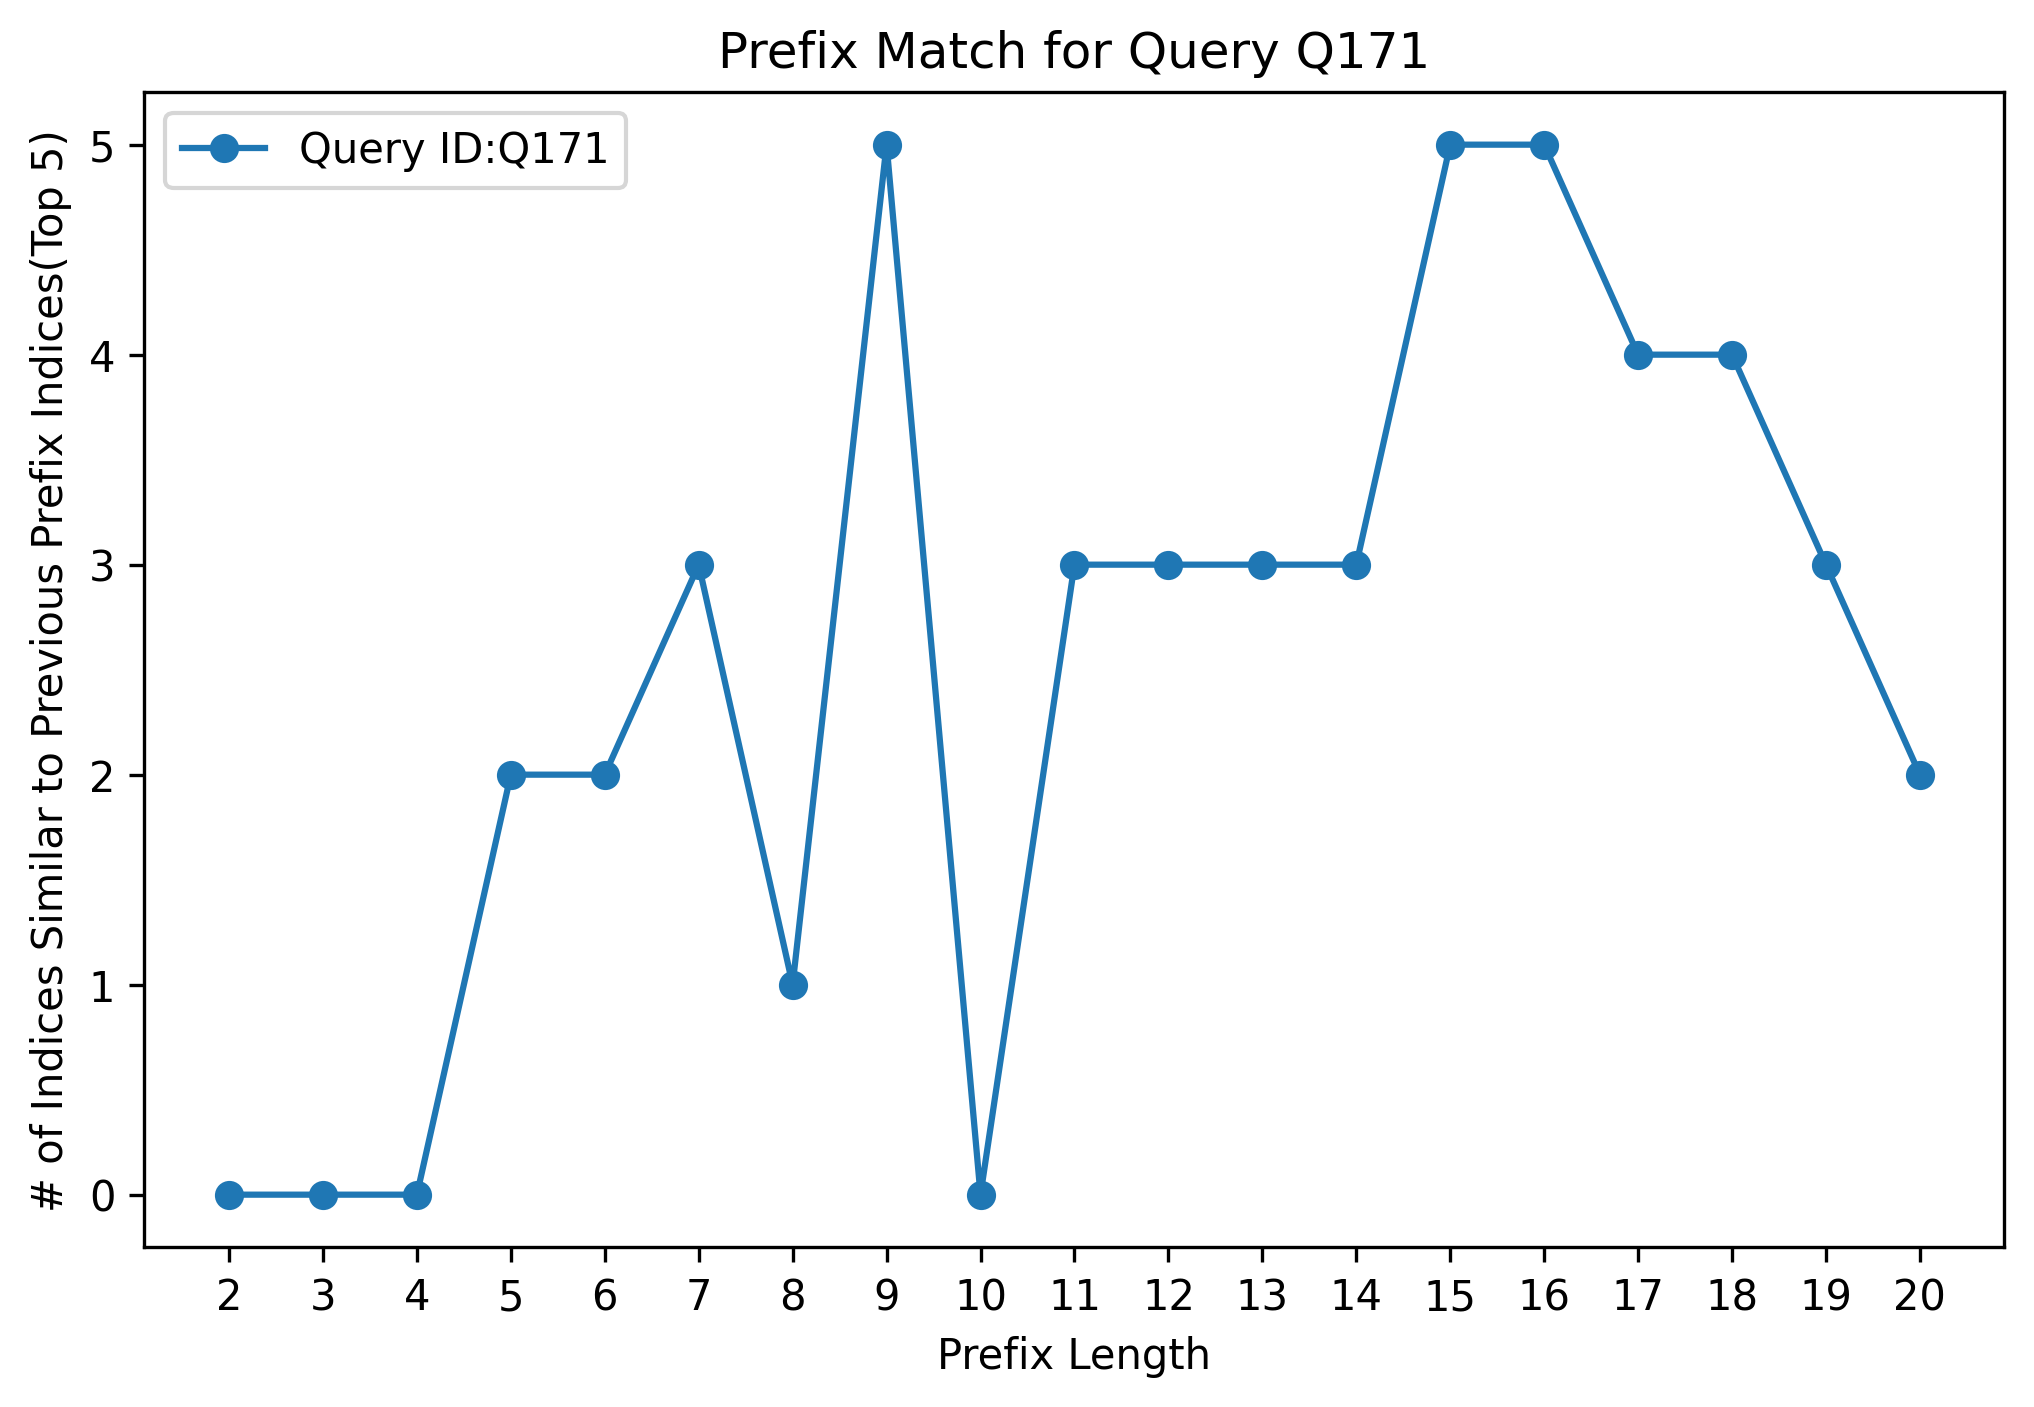 Prefix Match for Query Q171
Query ID:Q171
# of Indices Similar to Previous Prefix Indices(Top 5)
5
4
3
2
1
0
2 3 4 5 6 7 8 9 10 11 12 13 14 15 16 17 18 19 20
Prefix Length